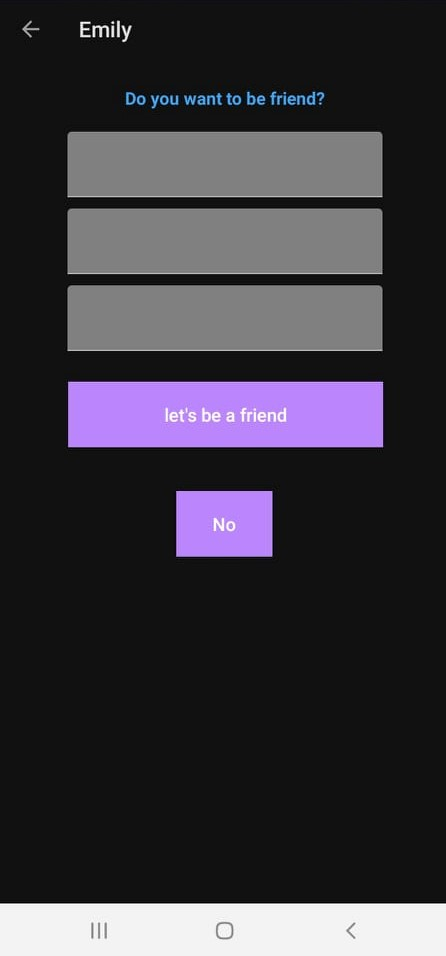 Emily
Do you want to be friend?
let's be a friend
No